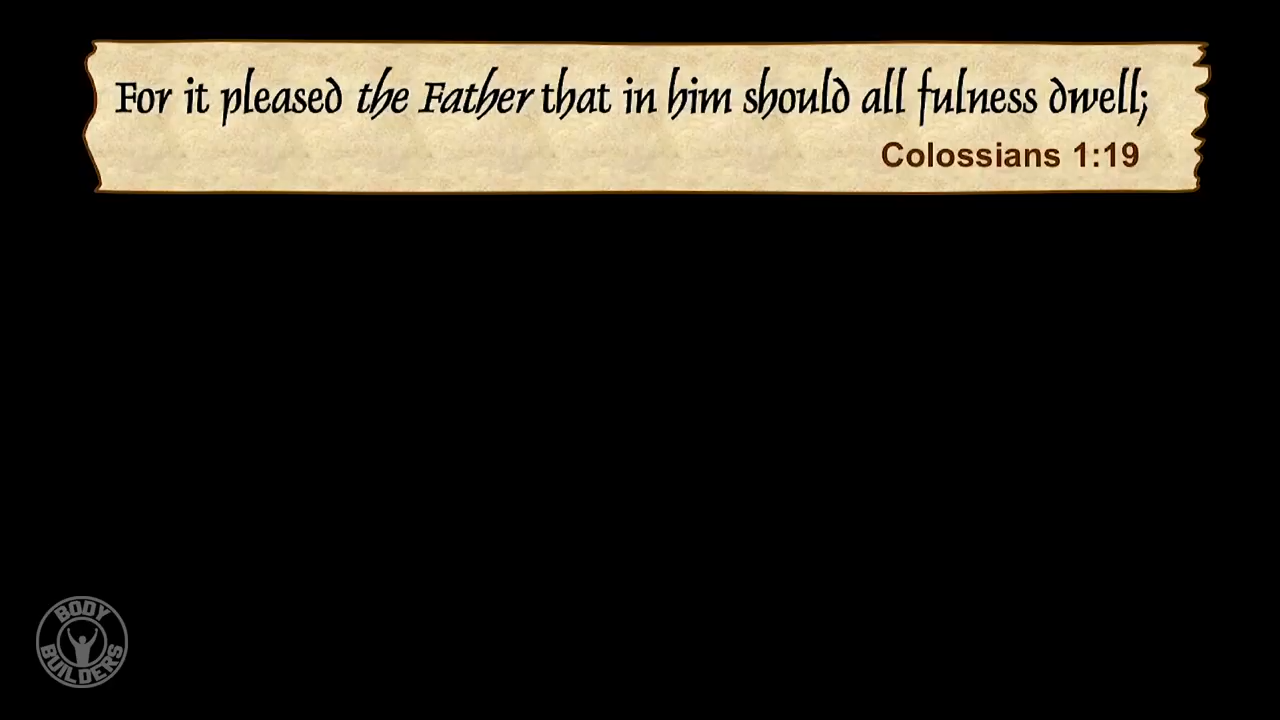 For it pleased the Father that in him should all fulness dwell;
Colossians 1:19
BODY
BUILDERS